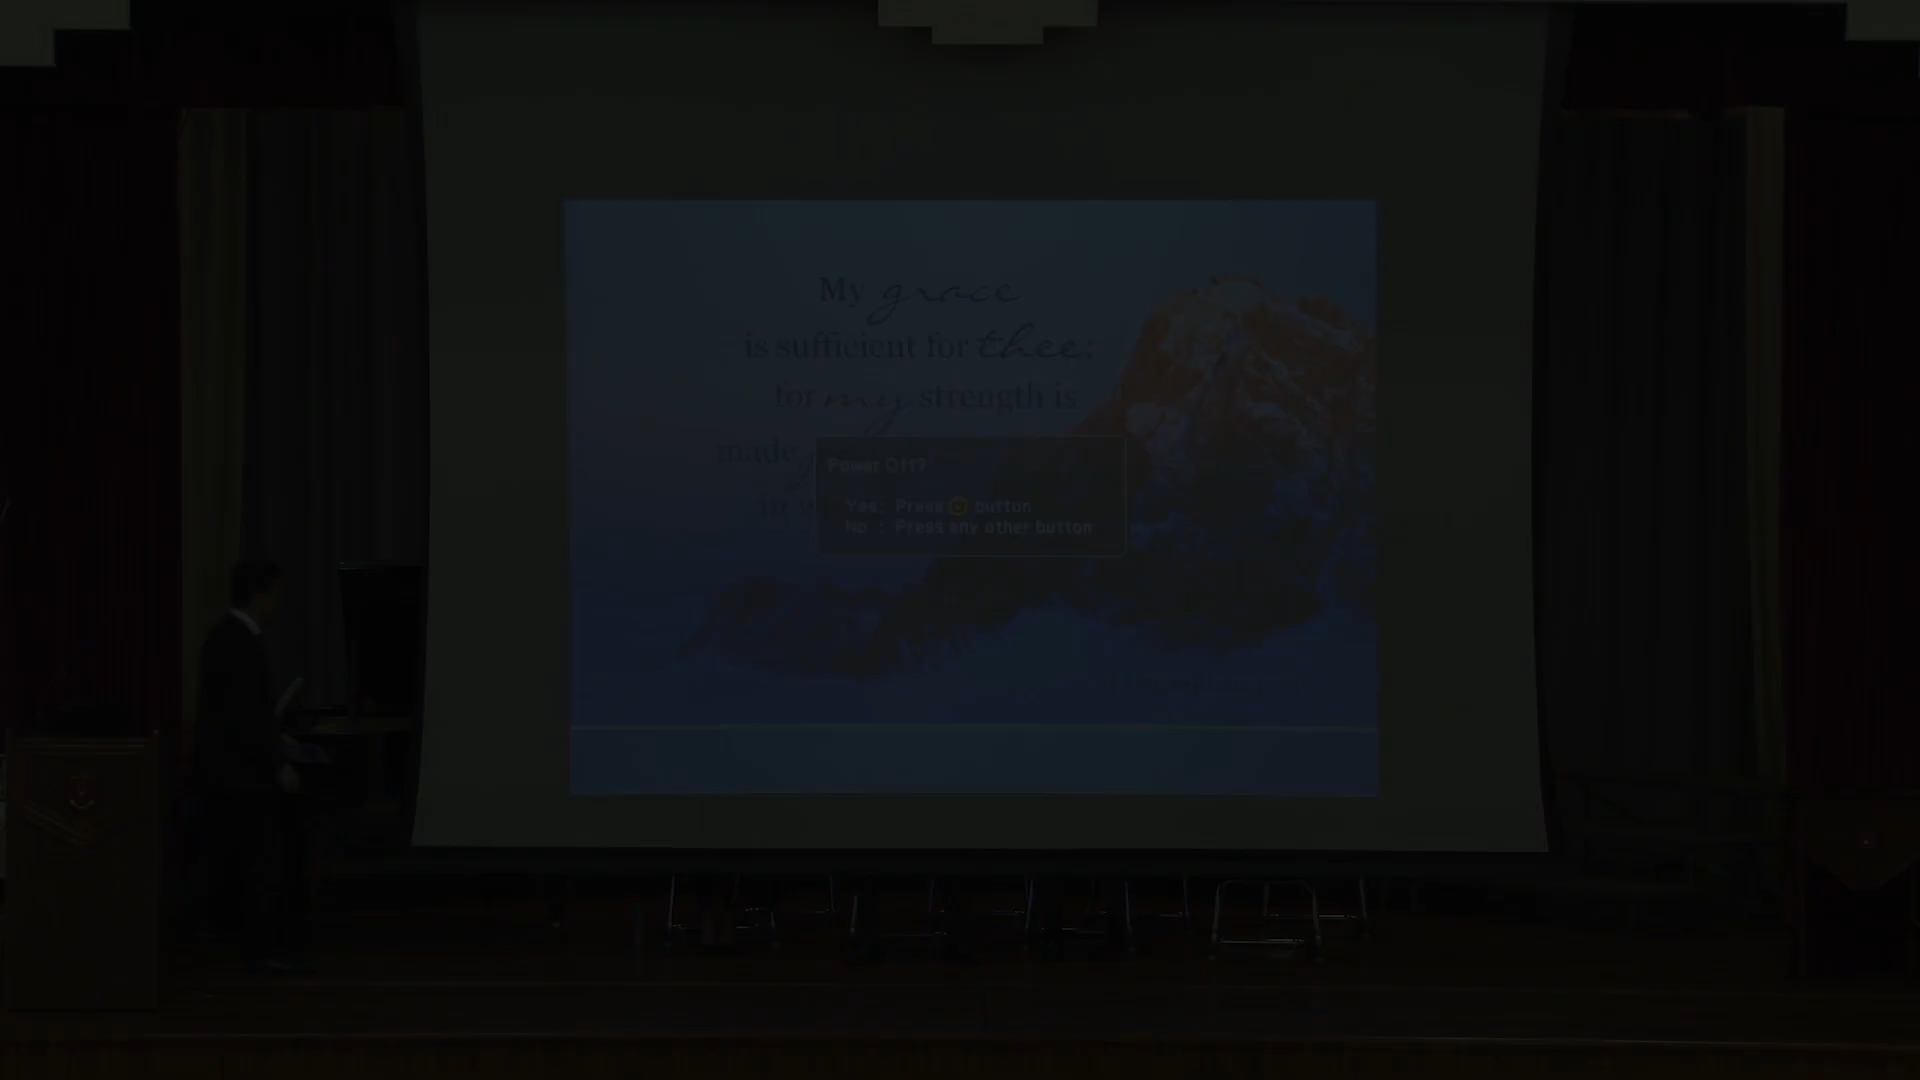 My grace
is sufficient for thee:
for my strength is
made
in
Power Off?
Yes: Press button
No : Press any other button